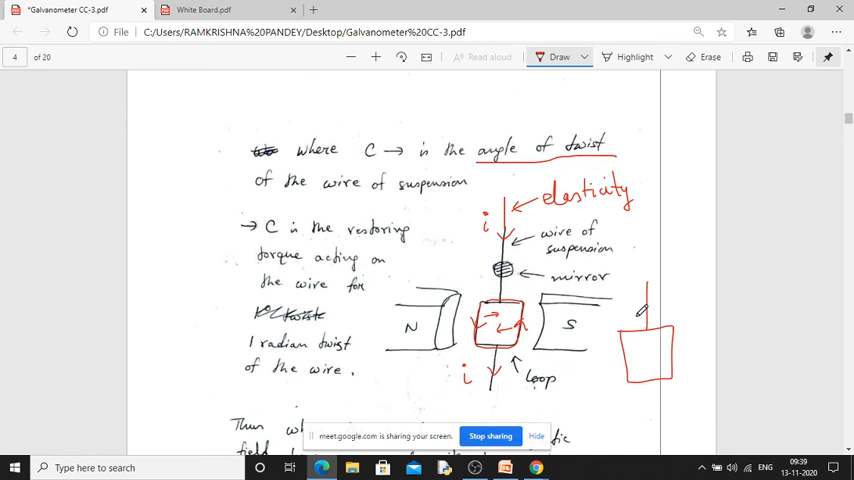 *Galvanometer CC-3.pdf
White Board.pdf
C:/Users/RAMKRISHNA%20PANDEY/Desktop/Galvanometer%20CC-3.pdf
4 of 20
Read aloud
Draw
Highlight
Erase
where C → is the angle of twist
of the wire of suspension
elasticity
i
→ C is the restoring
torque acting on
the wire for
1 radian twist
of the wire.
wire of
suspension
mirror
N
S
i
loop
Thus
meet.google.com is sharing your screen.
Stop sharing
Hide
field
Type here to search
ENG
09:39
13-11-2020